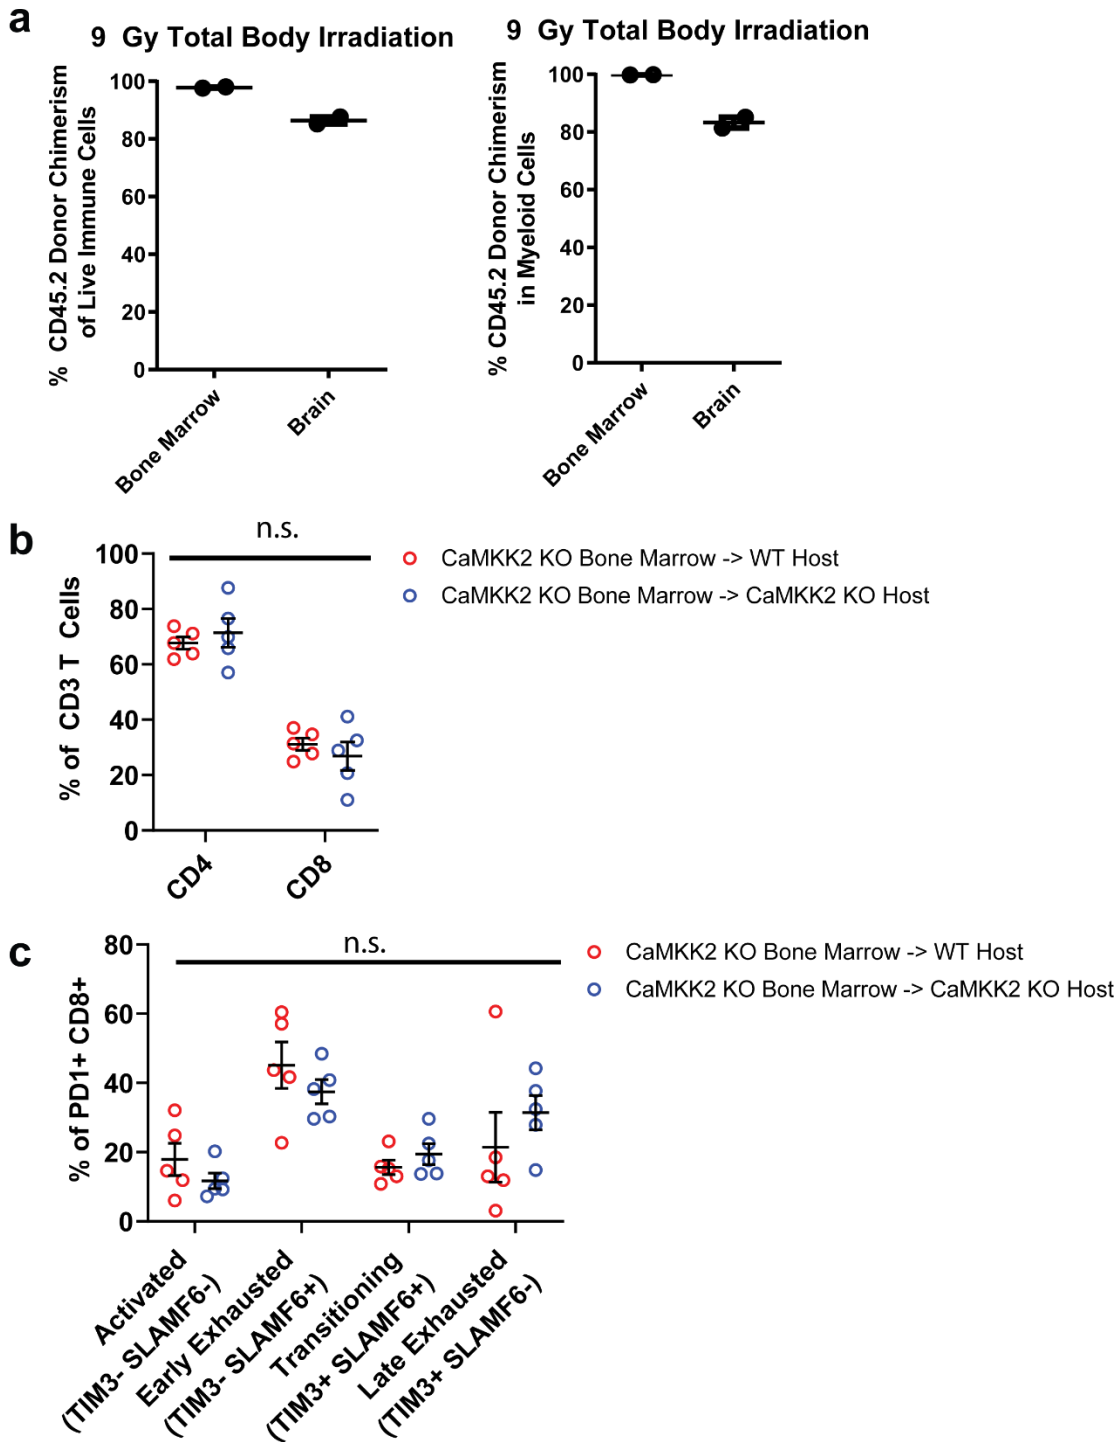 a
9 Gy Total Body Irradiation
% CD45.2 Donor Chimerism
of Live Immune Cells
100
80
60
40
20
0
Bone Marrow
Brain
9 Gy Total Body Irradiation
% CD45.2 Donor Chimerism
in Myeloid Cells
100
80
60
40
20
0
Bone Marrow
Brain
b
n.s.
% of CD3 T Cells
100
80
60
40
20
0
CD4
CD8
CaMKK2 KO Bone Marrow -> WT Host
CaMKK2 KO Bone Marrow -> CaMKK2 KO Host
c
n.s.
% of PD1+ CD8+
80
60
40
20
0
Activated
(TIM3- SLAMF6-)
Early Exhausted
(TIM3- SLAMF6+)
Transitioning
(TIM3+ SLAMF6+)
Late Exhausted
(TIM3+ SLAMF6-)
CaMKK2 KO Bone Marrow -> WT Host
CaMKK2 KO Bone Marrow -> CaMKK2 KO Host